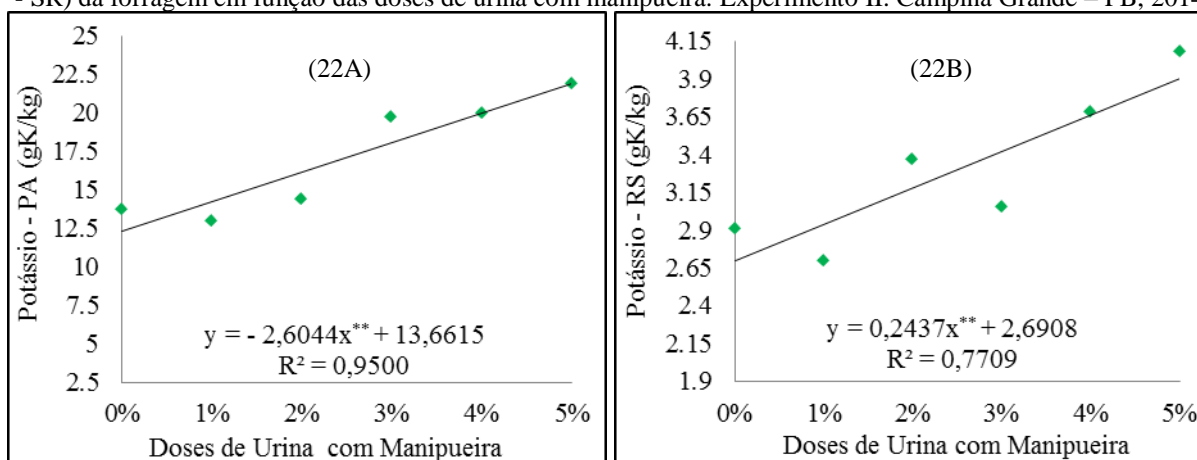 - SR) da forragem em função das doses de urina com manipueira. Experimento II. Campina Grande – PB, 2014
(22A)
Potássio - PA (gK/kg)
25
22.5
20
17.5
15
12.5
10
7.5
5
2.5
y = - 2,6044x** + 13,6615
R² = 0,9500
0% 1% 2% 3% 4% 5%
Doses de Urina com Manipueira
(22B)
Potássio - RS (gK/kg)
4.15
3.9
3.65
3.4
3.15
2.9
2.65
2.4
2.15
1.9
y = 0,2437x** + 2,6908
R² = 0,7709
0% 1% 2% 3% 4% 5%
Doses de Urina com Manipueira